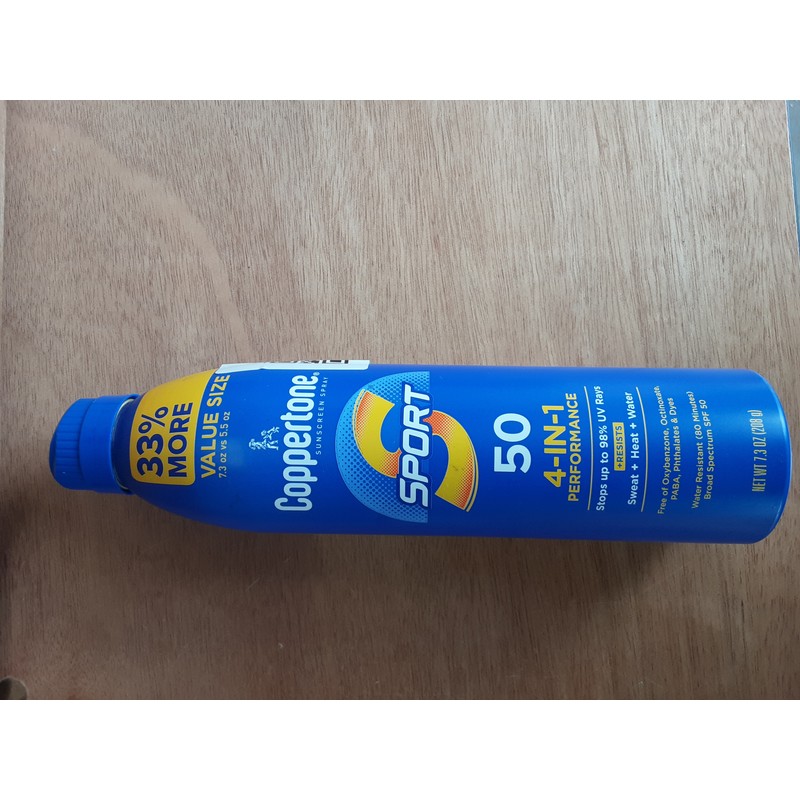 33%
MORE
VALUE SIZE
7.3 oz vs 5.5 oz
Coppertone®
SUNSCREEN SPRAY
SPORT
50
4-IN-1
PERFORMANCE
Stops up to 98% UV Rays
+RESISTS
Sweat + Heat + Water
Free of Oxybenzone, Octinoxate,
PABA, Phthalates & Dyes
Water Resistant (80 Minutes)
Broad Spectrum SPF 50
NET WT 7.3 OZ (208 g)